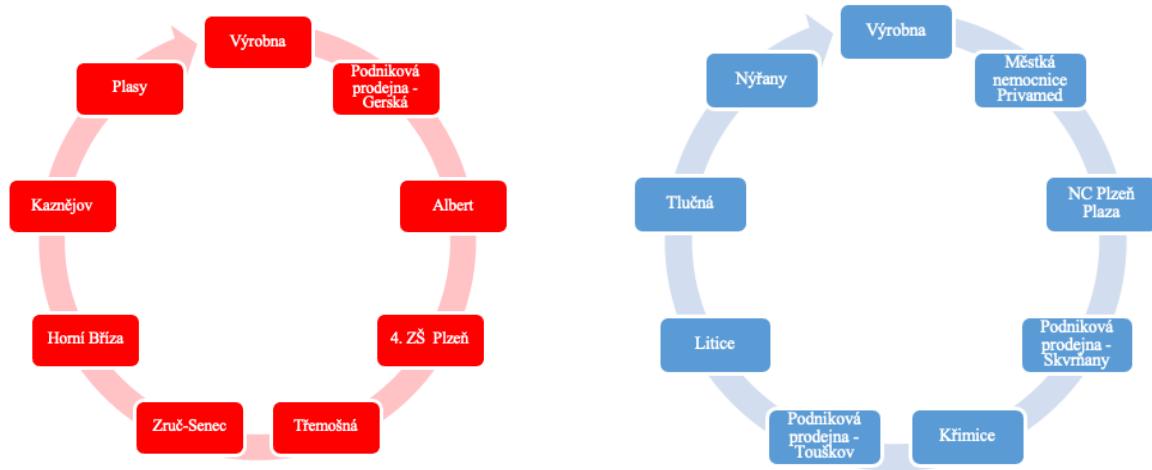 Výrobna
Podniková
prodejna -
Gerská
Albert
4. ZŠ Plzeň
Třemošná
Zruč-Senec
Horní Bříza
Kaznějov
Plasy
Výrobna
Městká
nemocnice
Privamed
NC Plzeň
Plaza
Podniková
prodejna -
Skvrňany
Křimice
Podniková
prodejna -
Touškov
Litice
Tlučná
Nýřany